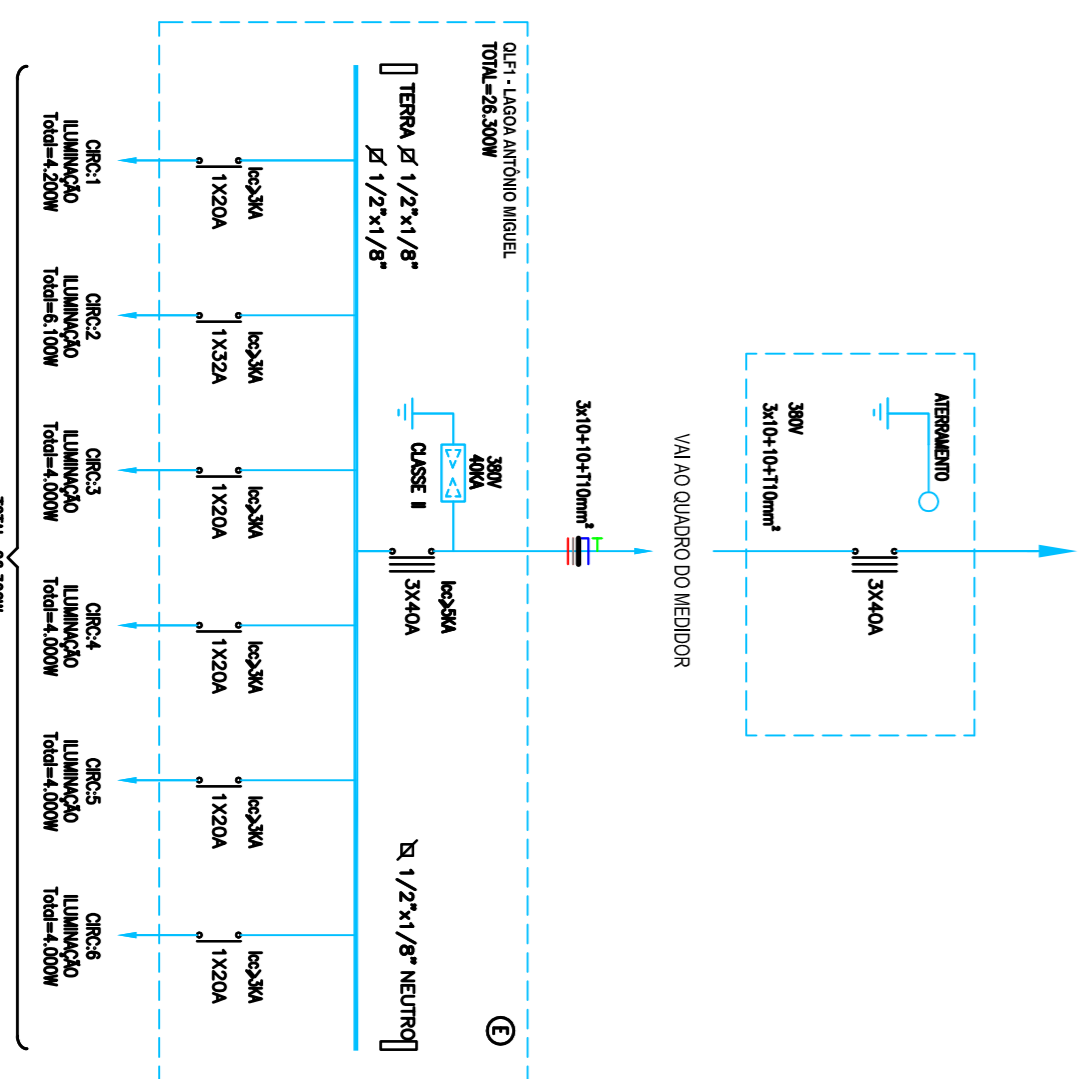 ATERRAMENTO
3X40A
380V
3x10+10+T10mm²
VAI AO QUADRO DO MEDIDOR
3x10+10+T10mm²
T
QLF1 - LAGOA ANTÔNIO MIGUEL
TOTAL=26.300W
E
380V
40KA
CLASSE II
Icc≥5KA
3X40A
TERRA Ø 1/2"x1/8"
Ø 1/2"x1/8"
Ø 1/2"x1/8" NEUTRO
Icc≥3KA
1X20A
Icc≥3KA
1X32A
Icc≥3KA
1X20A
Icc≥3KA
1X20A
Icc≥3KA
1X20A
Icc≥3KA
1X20A
CIRC:1
ILUMINAÇÃO
Total=4.200W
CIRC:2
ILUMINAÇÃO
Total=6.100W
CIRC:3
ILUMINAÇÃO
Total=4.000W
CIRC:4
ILUMINAÇÃO
Total=4.000W
CIRC:5
ILUMINAÇÃO
Total=4.000W
CIRC:6
ILUMINAÇÃO
Total=4.000W